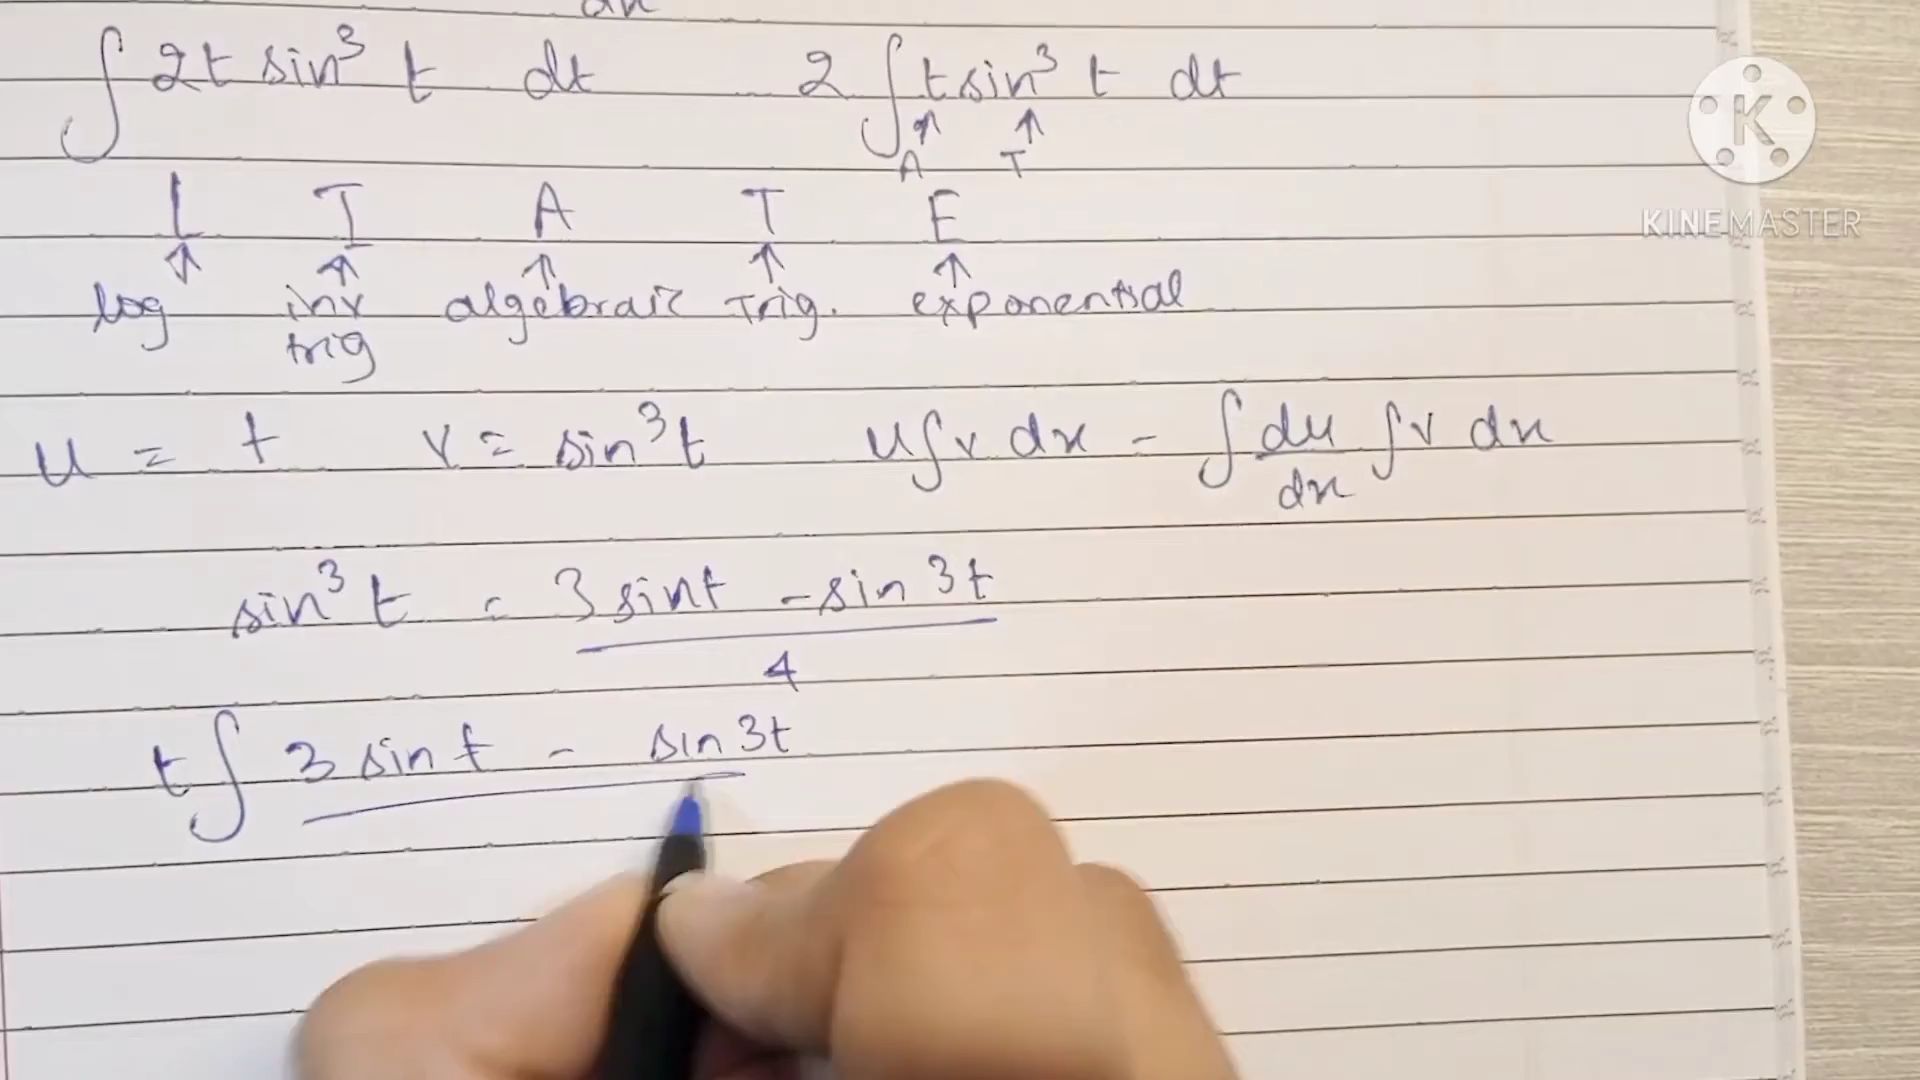 dx
∫ 2t sin³ t dt 2 ∫ t sin³ t dt
A T
L I A T E
log inv trig algebraic Trig. exponential
u = t v = sin³t u∫v dx - ∫ du/dx ∫v dx
sin³ t = 3 sint - sin 3t
4
t∫ 3 sin t - sin 3t
K
KINEMASTER